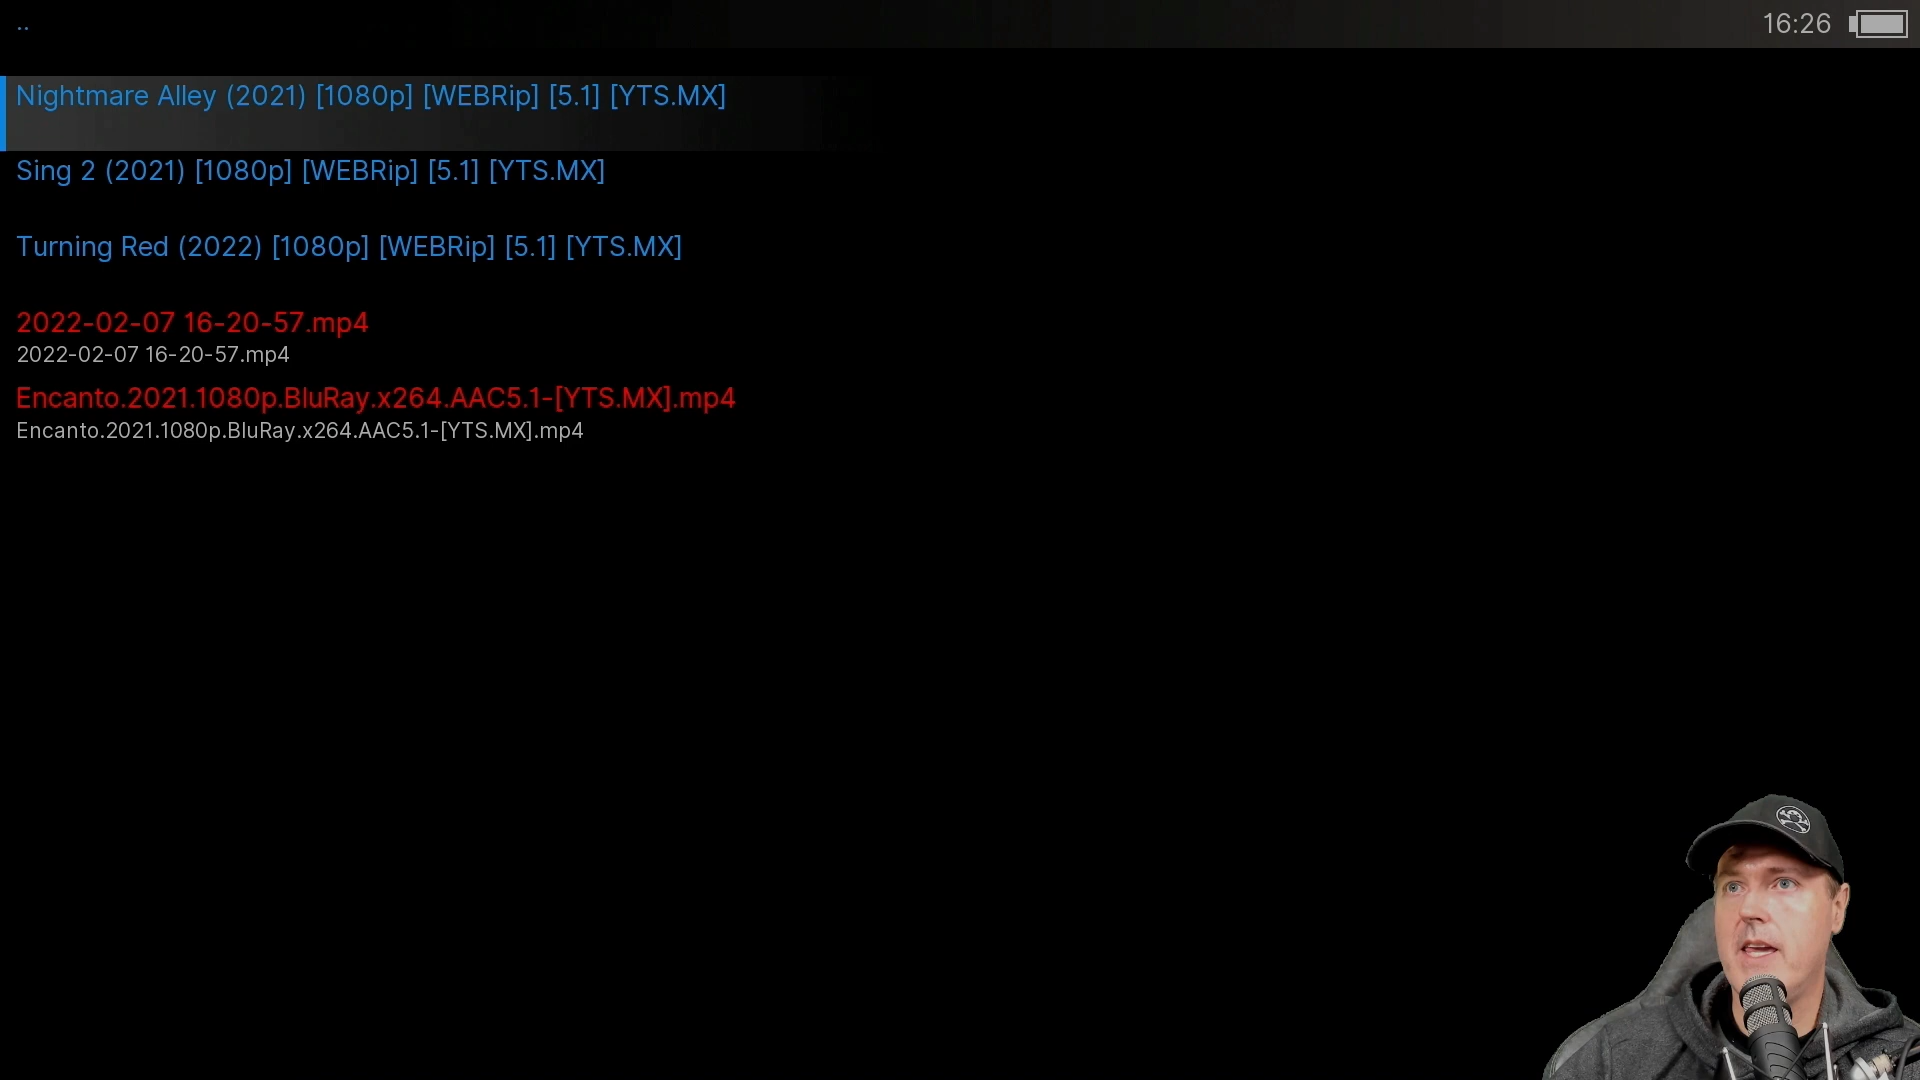 ..
16:26
Nightmare Alley (2021) [1080p] [WEBRip] [5.1] [YTS.MX]
Sing 2 (2021) [1080p] [WEBRip] [5.1] [YTS.MX]
Turning Red (2022) [1080p] [WEBRip] [5.1] [YTS.MX]
2022-02-07 16-20-57.mp4
2022-02-07 16-20-57.mp4
Encanto.2021.1080p.BluRay.x264.AAC5.1-[YTS.MX].mp4
Encanto.2021.1080p.BluRay.x264.AAC5.1-[YTS.MX].mp4